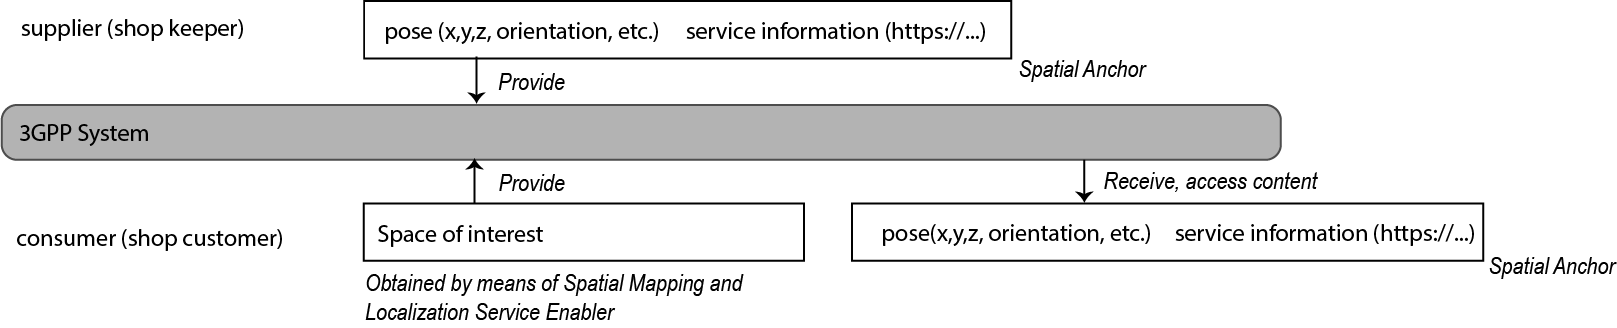 supplier (shop keeper)
pose (x,y,z, orientation, etc.) service information (https://...)
Spatial Anchor
Provide
3GPP System
Provide
Receive, access content
consumer (shop customer)
Space of interest
pose(x,y,z, orientation, etc.) service information (https://...)
Spatial Anchor
Obtained by means of Spatial Mapping and
Localization Service Enabler